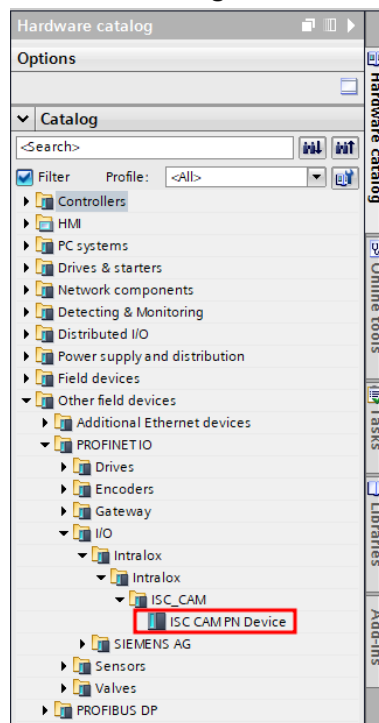 Hardware catalog
Options
Catalog
<Search>
Filter Profile: <All>
Controllers
HMI
PC systems
Drives & starters
Network components
Detecting & Monitoring
Distributed I/O
Power supply and distribution
Field devices
Other field devices
Additional Ethernet devices
PROFINET IO
Drives
Encoders
Gateway
I/O
Intralox
Intralox
ISC_CAM
ISC CAM PN Device
SIEMENS AG
Sensors
Valves
PROFIBUS DP
Hardware catalog
Online tools
Tasks
Libraries
Add-ins